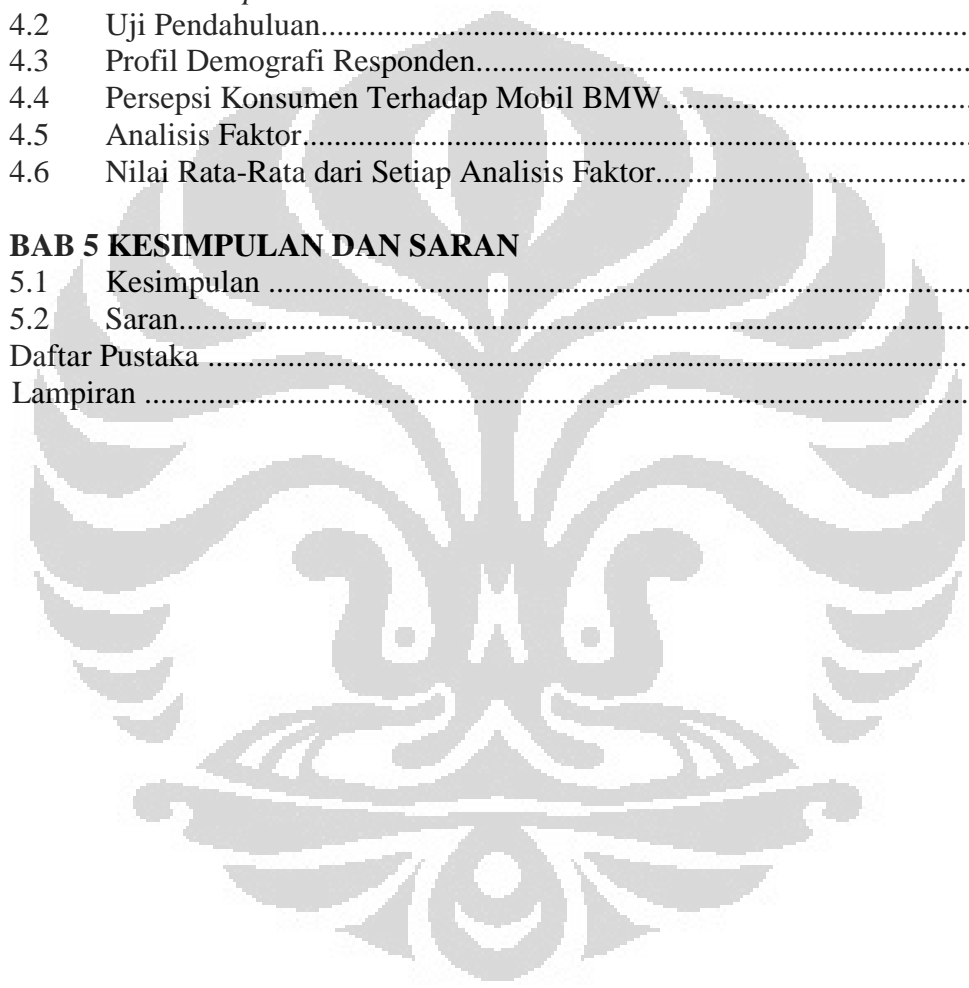 4.2 Uji Pendahuluan..............................................................................
4.3 Profil Demografi Responden..........................................................
4.4 Persepsi Konsumen Terhadap Mobil BMW.....................................
4.5 Analisis Faktor................................................................................
4.6 Nilai Rata-Rata dari Setiap Analisis Faktor.....................................
BAB 5 KESIMPULAN DAN SARAN
5.1 Kesimpulan ....................................................................................
5.2 Saran...............................................................................................
Daftar Pustaka ...........................................................................................
Lampiran ...................................................................................................